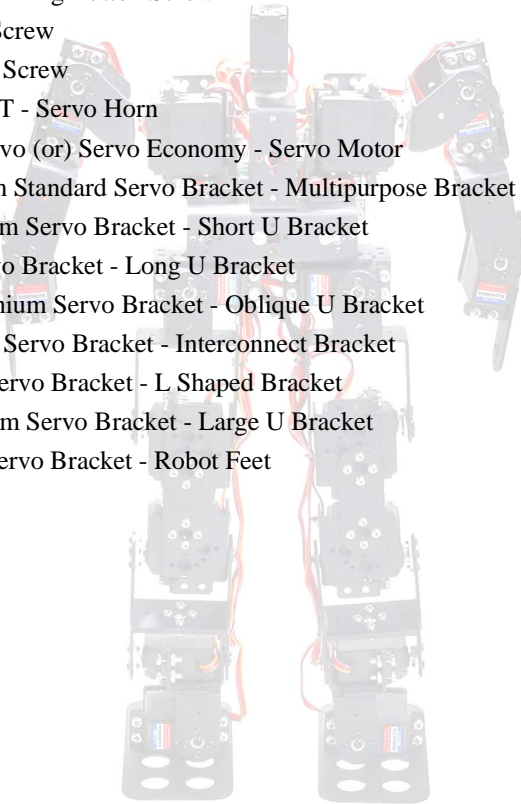 Screw
Screw
T - Servo Horn
vo (or) Servo Economy - Servo Motor
Standard Servo Bracket - Multipurpose Bracket
m Servo Bracket - Short U Bracket
o Bracket - Long U Bracket
nium Servo Bracket - Oblique U Bracket
Servo Bracket - Interconnect Bracket
ervo Bracket - L Shaped Bracket
m Servo Bracket - Large U Bracket
ervo Bracket - Robot Feet